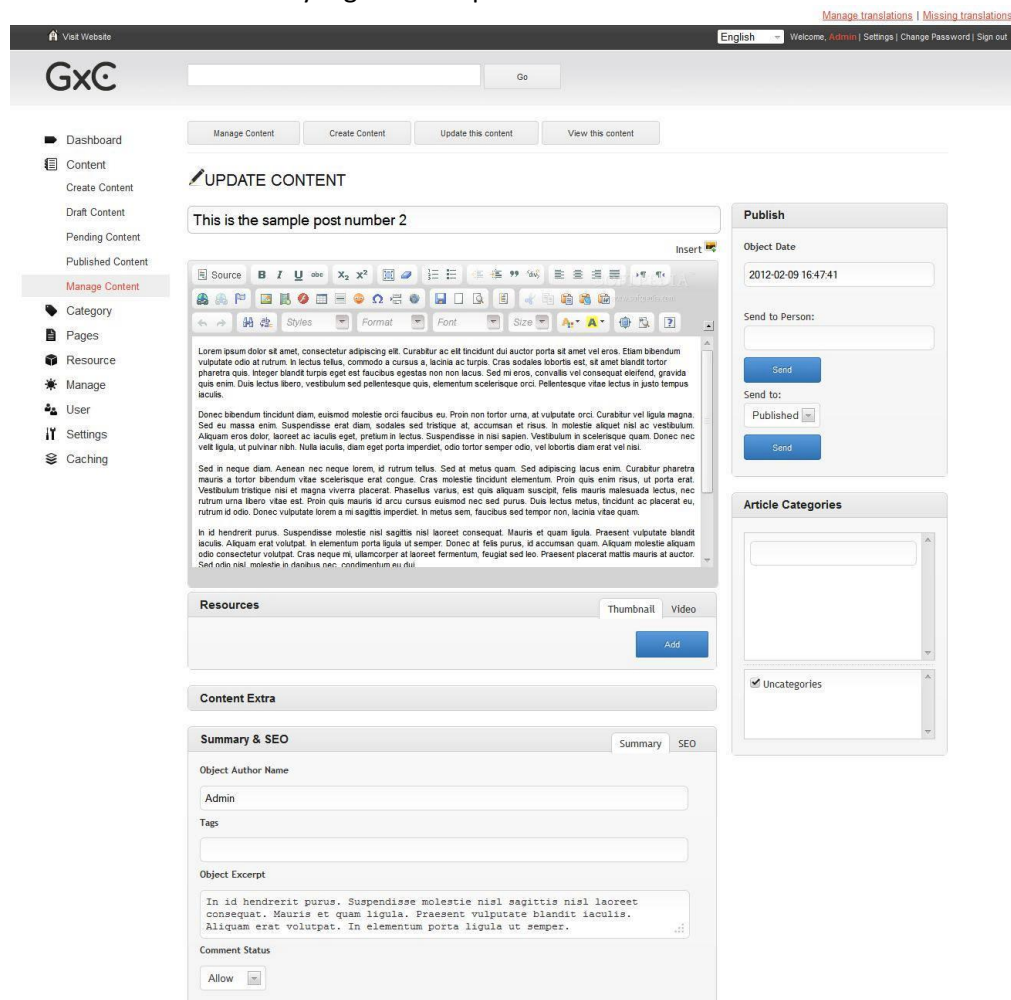 Manage translations | Missing translations
Visit Website
English Welcome, Admin | Settings | Change Password | Sign out
GxC
Go
Dashboard
Content
Create Content
Draft Content
Pending Content
Published Content
Manage Content
Category
Pages
Resource
Manage
User
Settings
Caching
Manage Content Create Content Update this content View this content
UPDATE CONTENT
This is the sample post number 2
Insert
Source B I U abc X₂ X²
Styles Format Font Size
Lorem ipsum dolor sit amet, consectetur adipiscing elit. Curabitur ac elit tincidunt dui auctor porta sit amet vel eros. Etiam bibendum
vulputate odio at rutrum. In lectus tellus, commodo a cursus a, lacinia ac turpis. Cras sodales lobortis est, sit amet blandit tortor
pharetra quis. Integer blandit turpis eget est faucibus egestas non non lacus. Sed mi eros, convallis vel consequat eleifend, gravida
quis enim. Duis lectus libero, vestibulum sed pellentesque quis, elementum scelerisque orci. Pellentesque vitae lectus in justo tempus
iaculis.
Donec bibendum tincidunt diam, euismod molestie orci faucibus eu. Proin non tortor urna, at vulputate orci. Curabitur vel ligula magna.
Sed eu massa enim. Suspendisse erat diam, sodales sed tristique at, accumsan et risus. In molestie aliquet nisl ac vestibulum.
Aliquam eros dolor, laoreet ac iaculis eget, pretium in lectus. Suspendisse in nisi sapien. Vestibulum in scelerisque quam. Donec nec
velit ligula, ut pulvinar nibh. Nulla iaculis, diam eget porta imperdiet, odio tortor semper odio, vel lobortis diam erat vel nisi.
Sed in neque diam. Aenean nec neque lorem, id rutrum tellus. Sed at metus quam. Sed adipiscing lacus enim. Curabitur pharetra
mauris a tortor bibendum vitae scelerisque erat congue. Cras molestie tincidunt elementum. Proin quis enim risus, ut porta erat.
Vestibulum tristique nisi et magna viverra placerat. Phasellus varius, est quis aliquam suscipit, felis mauris malesuada lectus, nec
rutrum urna libero vitae est. Proin quis mauris id arcu cursus euismod nec sed purus. Duis lectus metus, tincidunt ac placerat eu,
rutrum id odio. Donec vulputate lorem a mi sagittis imperdiet. In metus sem, faucibus sed tempor non, lacinia vitae quam.
In id hendrerit purus. Suspendisse molestie nisl sagittis nisl laoreet consequat. Mauris et quam ligula. Praesent vulputate blandit
iaculis. Aliquam erat volutpat. In elementum porta ligula ut semper. Donec at felis purus, id accumsan quam. Aliquam molestie aliquam
odio consectetur volutpat. Cras neque mi, ullamcorper at laoreet fermentum, feugiat sed leo. Praesent placerat mattis mauris at auctor.
Sed odio nisl, molestie in dapibus nec, condimentum eu dui
Resources Thumbnail Video
Add
Content Extra
Summary & SEO Summary SEO
Object Author Name
Admin
Tags
Object Excerpt
In id hendrerit purus. Suspendisse molestie nisl sagittis nisl laoreet
consequat. Mauris et quam ligula. Praesent vulputate blandit iaculis.
Aliquam erat volutpat. In elementum porta ligula ut semper.
Comment Status
Allow
Publish
Object Date
2012-02-09 16:47:41
Send to Person:
Send
Send to:
Published
Send
Article Categories
Uncategories